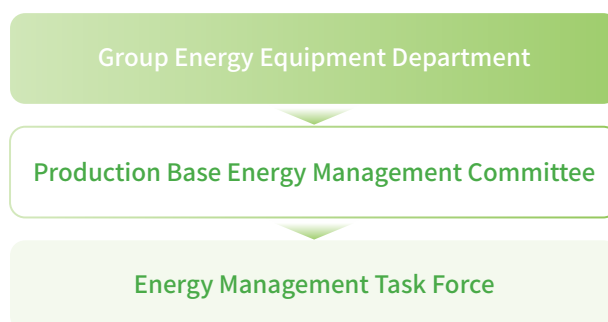 Group Energy Equipment Department
Production Base Energy Management Committee
Energy Management Task Force